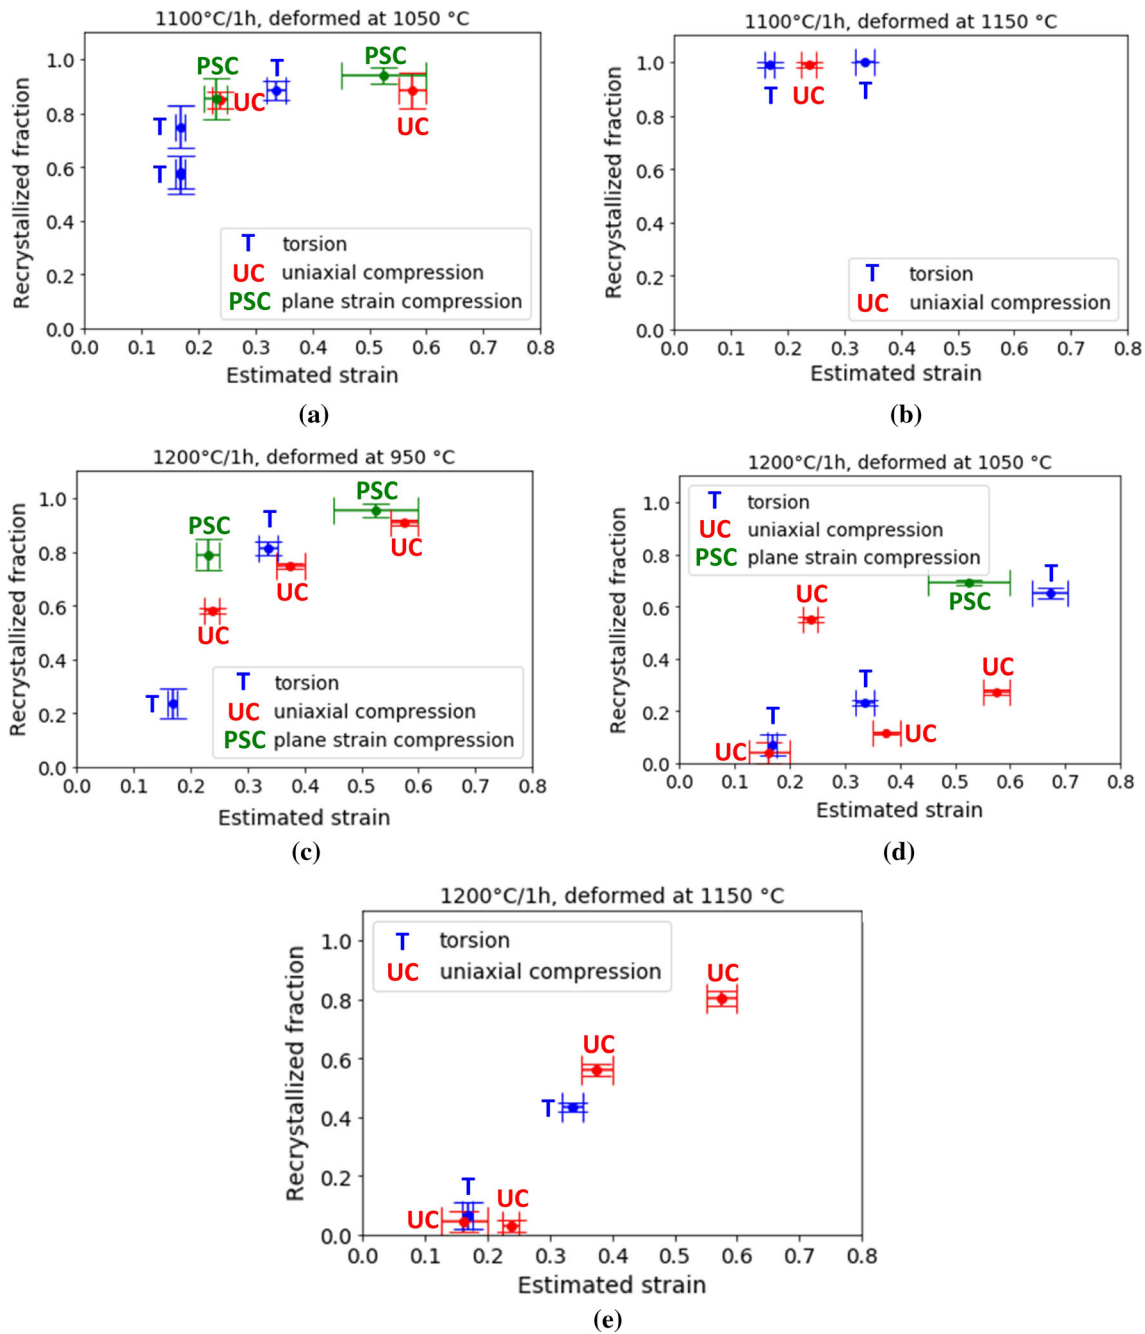 1100°C/1h, deformed at 1050 °C
Recrystallized fraction
1.0
0.8
0.6
0.4
0.2
0.0
PSC
T
PSC
UC
UC
T
T
T torsion
UC uniaxial compression
PSC plane strain compression
0.0 0.1 0.2 0.3 0.4 0.5 0.6 0.7 0.8
Estimated strain
(a)
1100°C/1h, deformed at 1150 °C
Recrystallized fraction
1.0
0.8
0.6
0.4
0.2
0.0
T
UC
T
T torsion
UC uniaxial compression
0.0 0.1 0.2 0.3 0.4 0.5 0.6 0.7 0.8
Estimated strain
(b)
1200°C/1h, deformed at 950 °C
Recrystallized fraction
1.0
0.8
0.6
0.4
0.2
0.0
PSC
PSC
T
UC
UC
UC
T
T torsion
UC uniaxial compression
PSC plane strain compression
0.0 0.1 0.2 0.3 0.4 0.5 0.6 0.7 0.8
Estimated strain
(c)
1200°C/1h, deformed at 1050 °C
Recrystallized fraction
1.0
0.8
0.6
0.4
0.2
0.0
T torsion
UC uniaxial compression
PSC plane strain compression
UC
PSC
T
T
UC
T
UC
UC
0.0 0.1 0.2 0.3 0.4 0.5 0.6 0.7 0.8
Estimated strain
(d)
1200°C/1h, deformed at 1150 °C
Recrystallized fraction
1.0
0.8
0.6
0.4
0.2
0.0
T torsion
UC uniaxial compression
UC
UC
T
T
UC
UC
0.0 0.1 0.2 0.3 0.4 0.5 0.6 0.7 0.8
Estimated strain
(e)